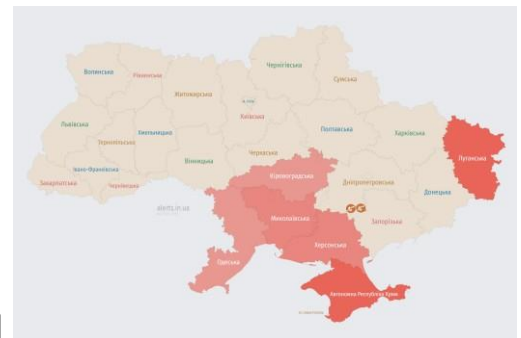 Чернігівська
Волинська
Рівненська
Сумська
Житомирська
м. Київ
Київська
Львівська
Тернопільська
Хмельницька
Полтавська
Харківська
Луганська
Черкаська
Вінницька
Івано-Франківська
Закарпатська
Чернівецька
Кіровоградська
Дніпропетровська
Донецька
alerts.in.ua
Миколаївська
Запорізька
Херсонська
Одеська
Автономна Республіка Крим